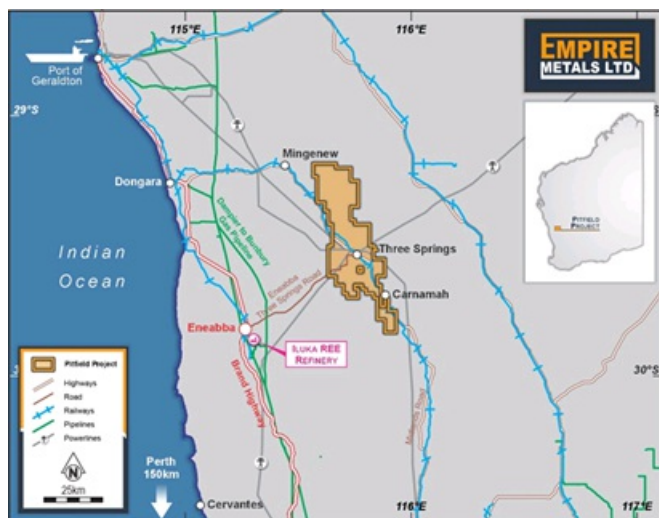 115°E
116°E
EMPIRE
METALS LTD
Port of
Geraldton
29°S
Mingenew
Dongara
Dampier to Bunbury
Gas Pipeline
PITFIELD
PROJECT
Indian
Ocean
Three Springs
Eneabba
Three Springs Road
Carnamah
Eneabba
ILUKA REE
REFINERY
Pitfield Project
Highways
Road
Railways
Pipelines
Powerlines
N
25km
Brand Highway
30°S
Perth
150km
Cervantes
116°E
117°E